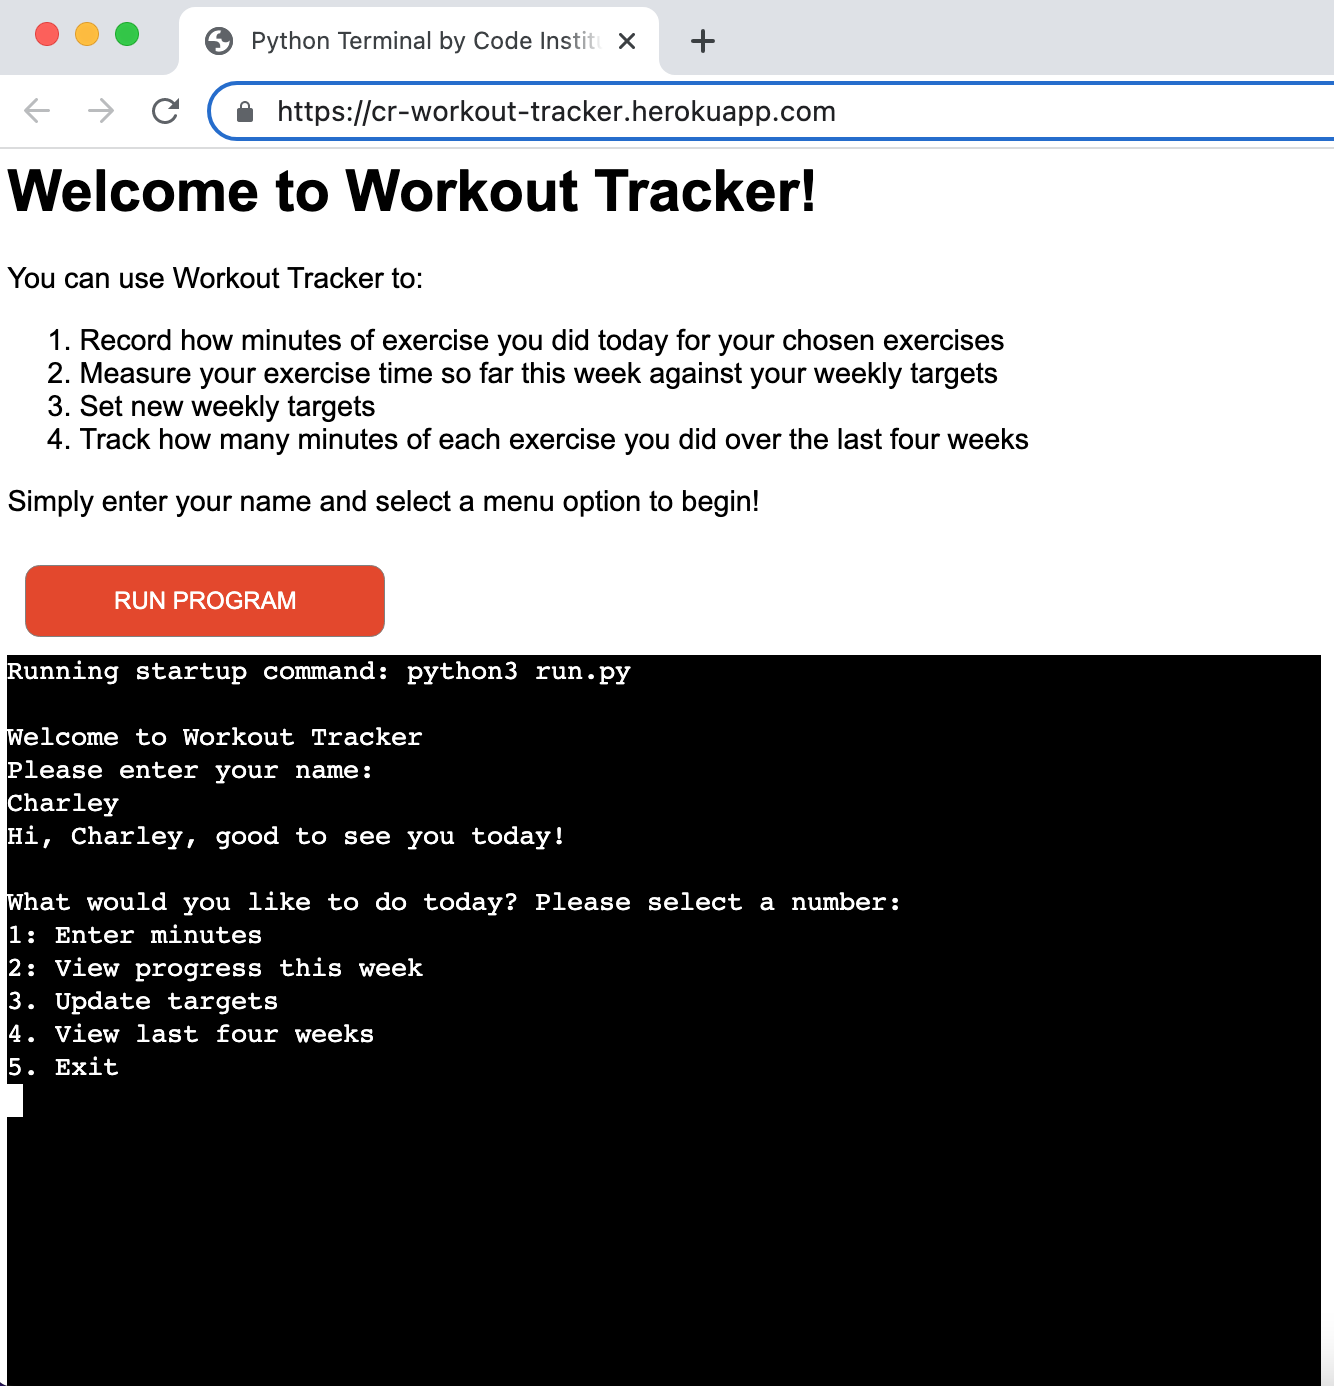 Python Terminal by Code Instit
https://cr-workout-tracker.herokuapp.com
Welcome to Workout Tracker!
You can use Workout Tracker to:
1. Record how minutes of exercise you did today for your chosen exercises
2. Measure your exercise time so far this week against your weekly targets
3. Set new weekly targets
4. Track how many minutes of each exercise you did over the last four weeks
Simply enter your name and select a menu option to begin!
RUN PROGRAM
Running startup command: python3 run.py
Welcome to Workout Tracker
Please enter your name:
Charley
Hi, Charley, good to see you today!
What would you like to do today? Please select a number:
1: Enter minutes
2: View progress this week
3. Update targets
4. View last four weeks
5. Exit